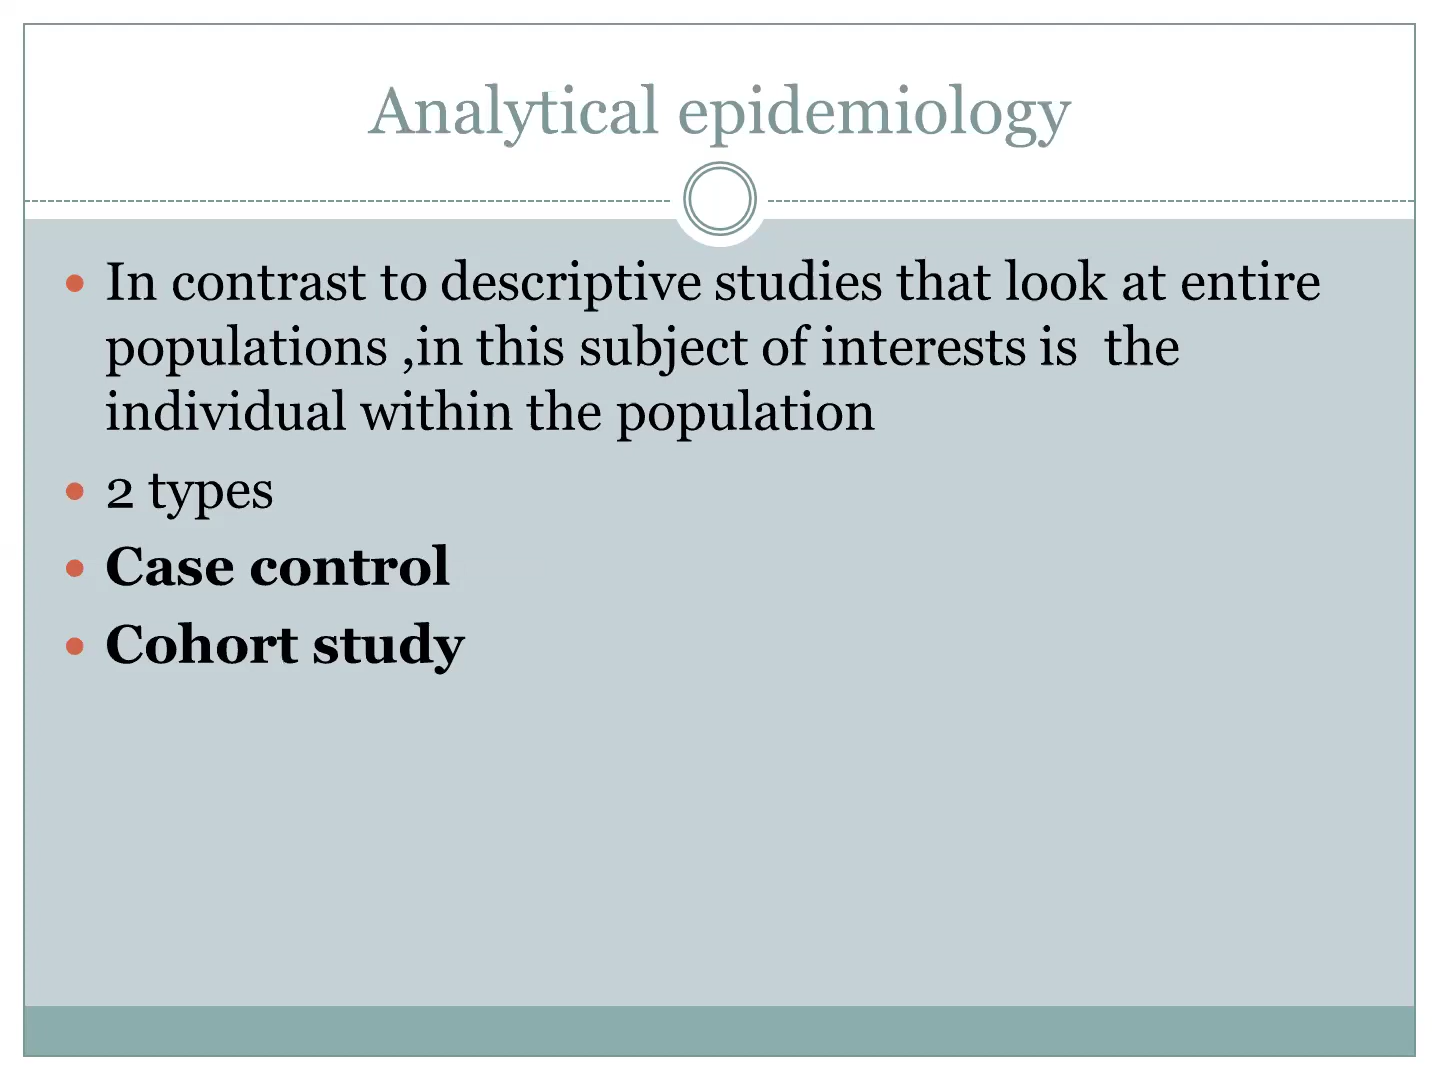 Analytical epidemiology
• In contrast to descriptive studies that look at entire
populations ,in this subject of interests is  the
individual within the population
• 2 types
• Case control
• Cohort study